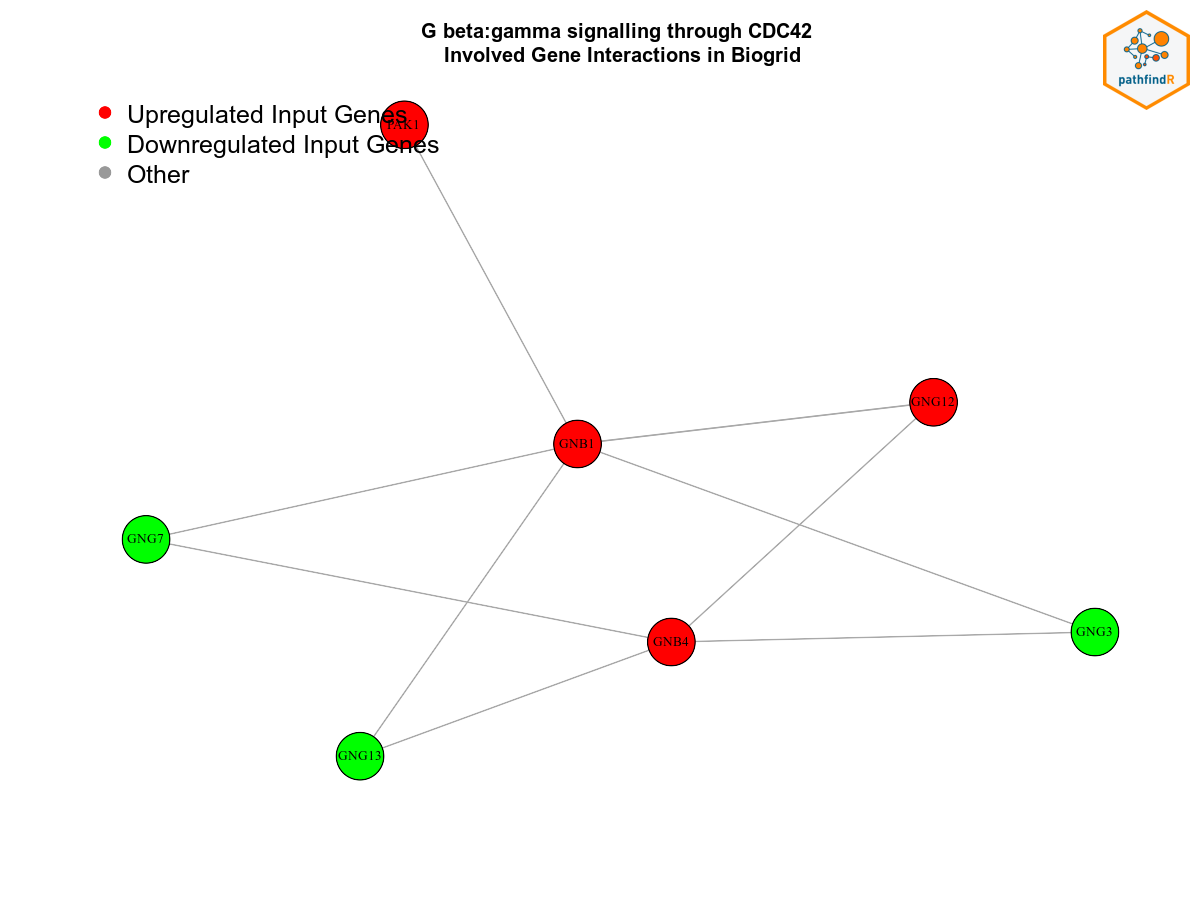 G beta:gamma signalling through CDC42
Involved Gene Interactions in Biogrid
pathfindR
Upregulated Input Genes
PAK1
Downregulated Input Genes
Other
GNG12
GNB1
GNG7
GNG3
GNB4
GNG13